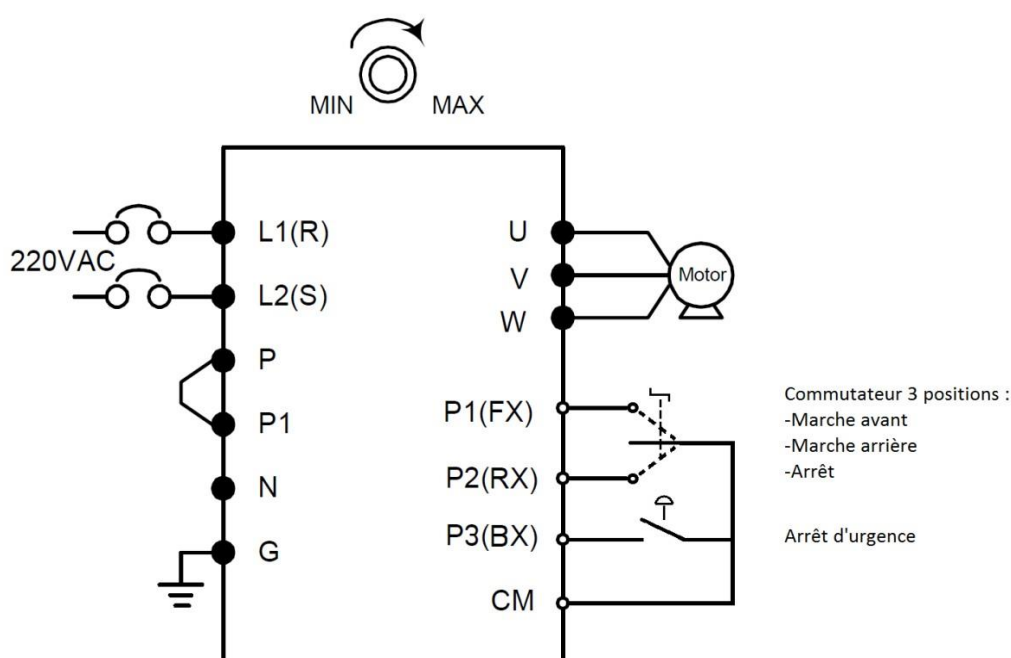 MIN MAX
220VAC
L1(R)
L2(S)
P
P1
N
G
U
V
W
Motor
P1(FX)
P2(RX)
P3(BX)
CM
Commutateur 3 positions :
-Marche avant
-Marche arrière
-Arrêt
Arrêt d'urgence